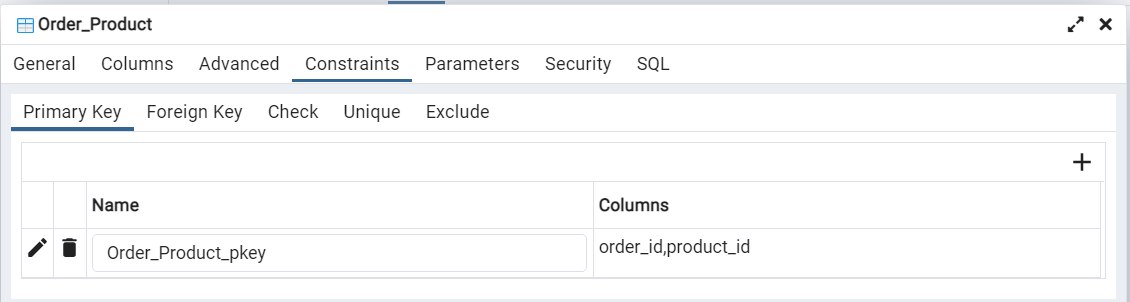 Order_Product
General Columns Advanced Constraints Parameters Security SQL
Primary Key Foreign Key Check Unique Exclude
Name Columns
Order_Product_pkey order_id,product_id